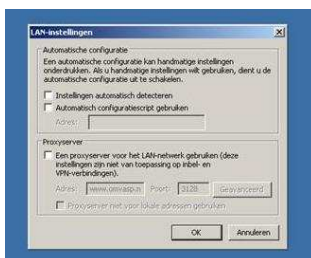 LAN-instellingen
Automatische configuratie
Een automatische configuratie kan handmatige instellingen
onderdrukken. Als u handmatige instellingen wilt gebruiken, dient u de
automatische configuratie uit te schakelen.
Instellingen automatisch detecteren
Automatisch configuratiescript gebruiken
Adres:
Proxyserver
Een proxyserver voor het LAN-netwerk gebruiken (deze
instellingen zijn niet van toepassing op inbel- en
VPN-verbindingen).
Adres: Poort: 3128 Geavanceerd
Proxyserver niet voor lokale adressen gebruiken
OK Annuleren